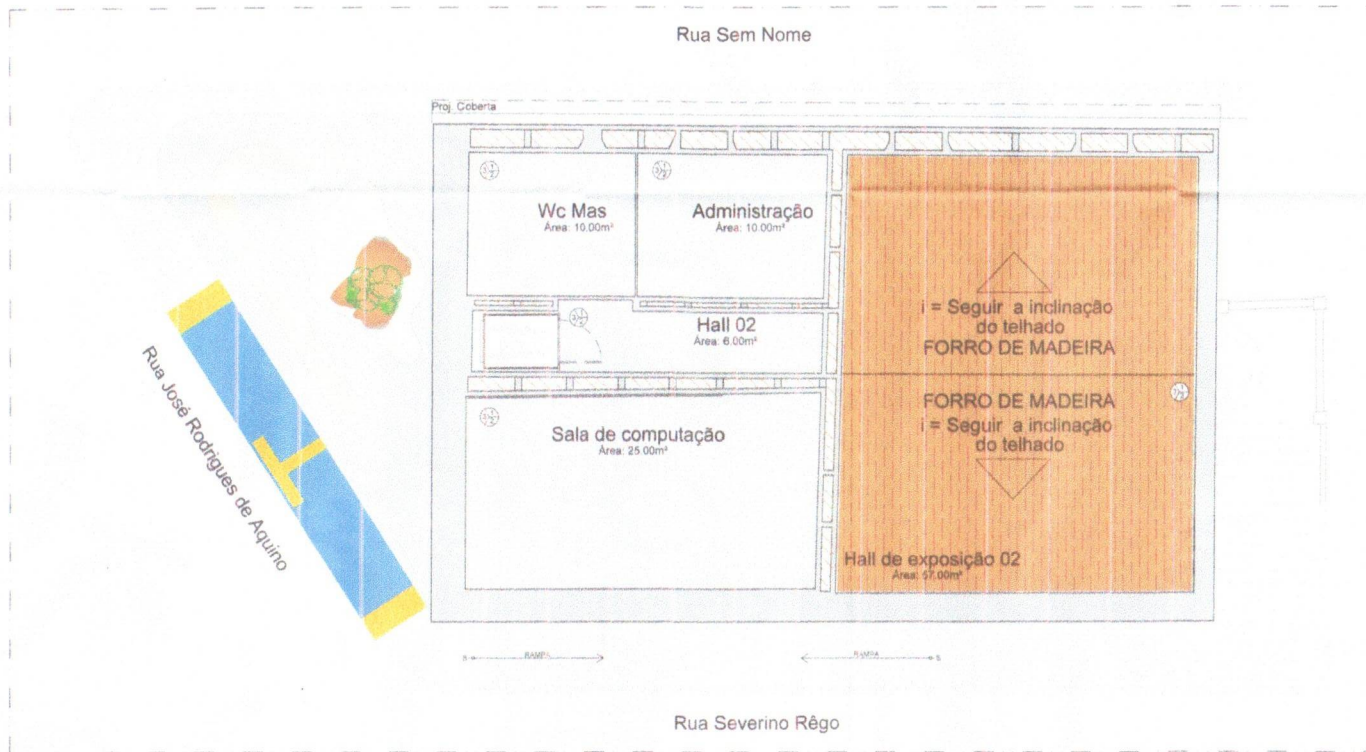 Rua Sem Nome
Proj. Coberta
Wc Mas
Área: 10.00m²
Administração
Área: 10.00m²
i = Seguir a inclinação
do telhado
FORRO DE MADEIRA
Hall 02
Área: 6.00m²
FORRO DE MADEIRA
i = Seguir a inclinação
do telhado
Sala de computação
Área: 25.00m²
Rua José Rodrigues de Aquino
Hall de exposição 02
Área: 57.00m²
S RAMPA
RAMPA S
Rua Severino Rêgo